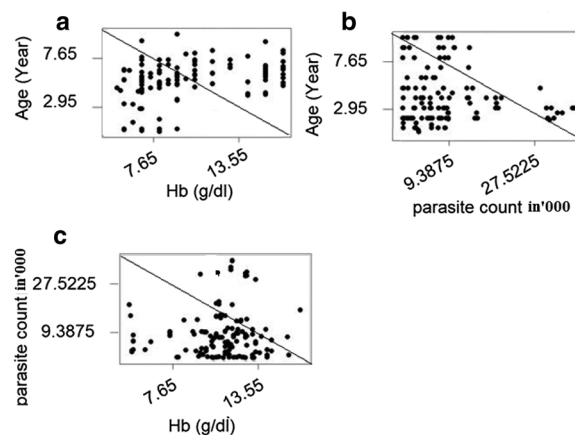 a
Age (Year)
7.65
2.95
7.65
13.55
Hb (g/dl)
b
Age (Year)
7.65
2.95
9.3875
27.5225
parasite count in'000
c
parasite count in'000
27.5225
9.3875
7.65
13.55
Hb (g/dl)